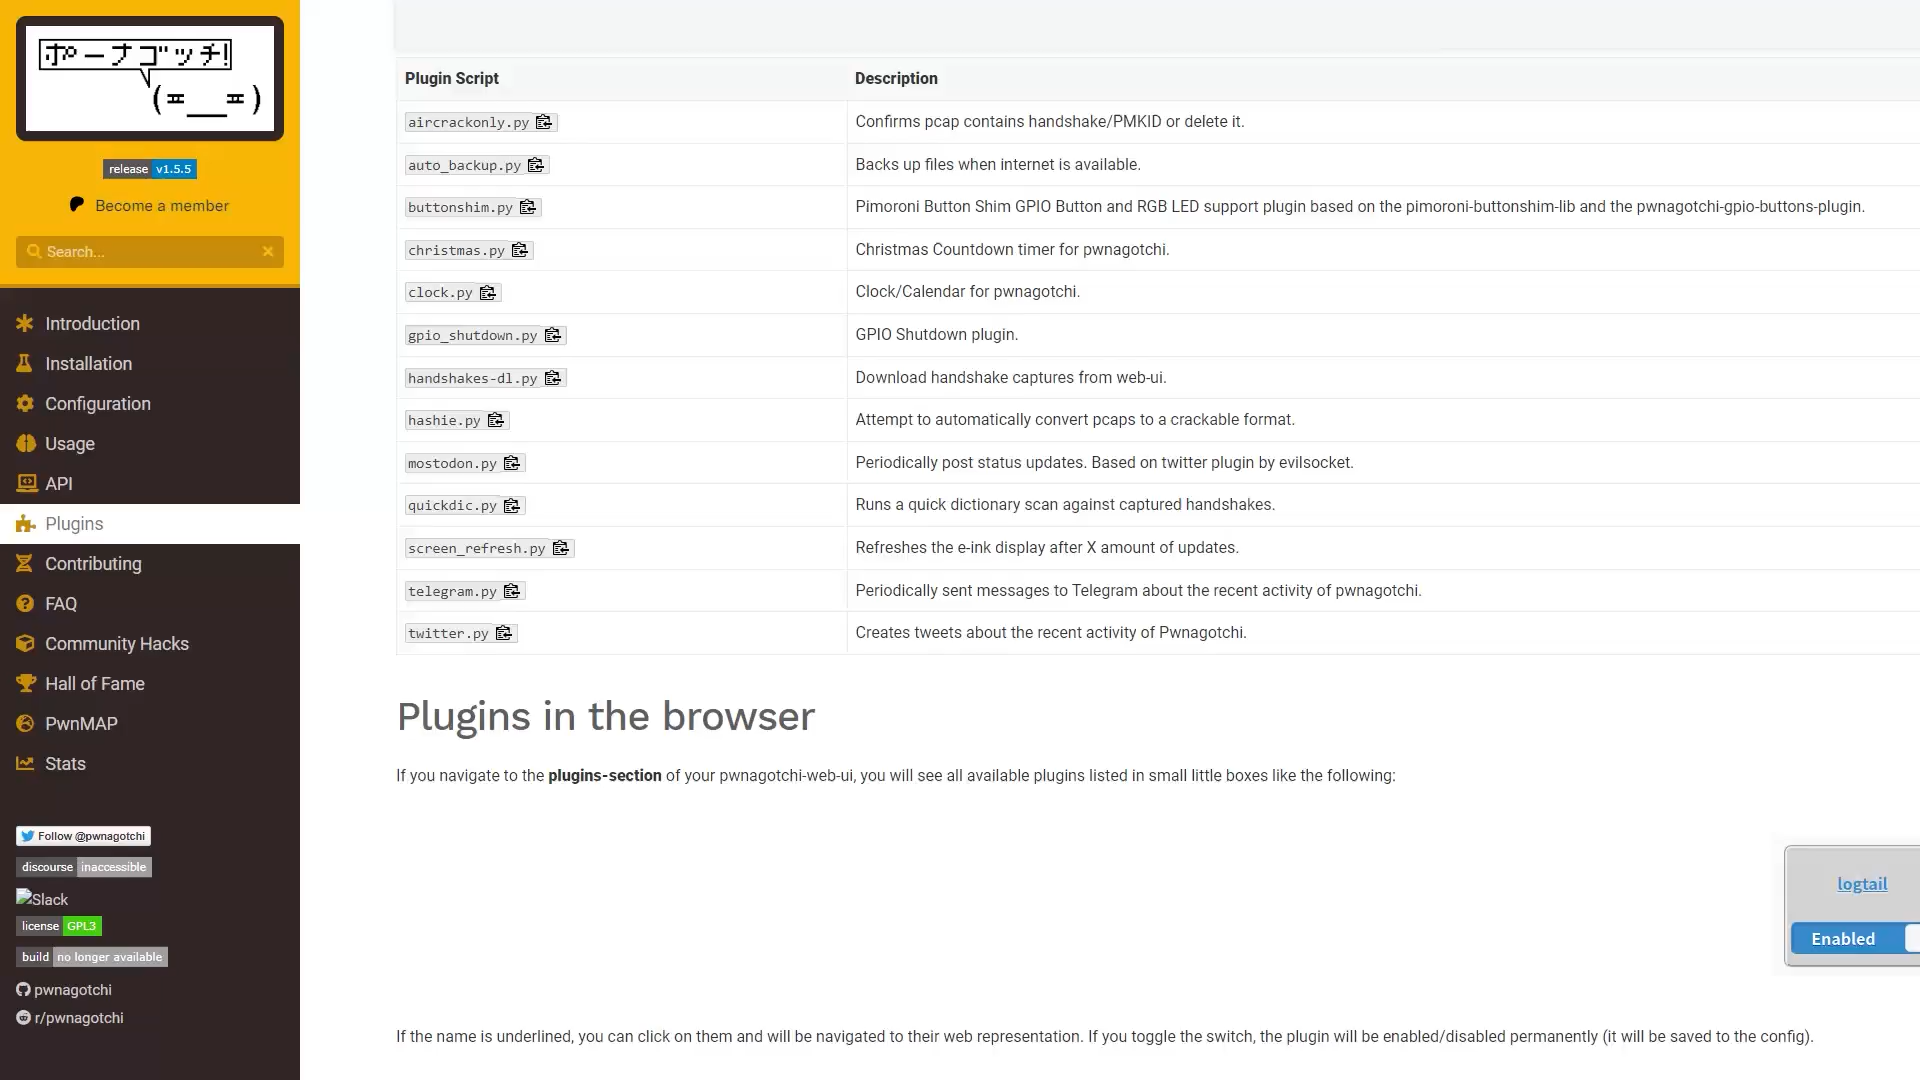 ポーナゴッチ!
(=__=)
release v1.5.5
Become a member
Search...
Introduction
Installation
Configuration
Usage
API
Plugins
Contributing
FAQ
Community Hacks
Hall of Fame
PwnMAP
Stats
Follow @pwnagotchi
discourse inaccessible
Slack
license GPL3
build no longer available
pwnagotchi
r/pwnagotchi
Plugin Script Description
aircrackonly.py Confirms pcap contains handshake/PMKID or delete it.
auto_backup.py Backs up files when internet is available.
buttonshim.py Pimoroni Button Shim GPIO Button and RGB LED support plugin based on the pimoroni-buttonshim-lib and the pwnagotchi-gpio-buttons-plugin.
christmas.py Christmas Countdown timer for pwnagotchi.
clock.py Clock/Calendar for pwnagotchi.
gpio_shutdown.py GPIO Shutdown plugin.
handshakes-dl.py Download handshake captures from web-ui.
hashie.py Attempt to automatically convert pcaps to a crackable format.
mostodon.py Periodically post status updates. Based on twitter plugin by evilsocket.
quickdic.py Runs a quick dictionary scan against captured handshakes.
screen_refresh.py Refreshes the e-ink display after X amount of updates.
telegram.py Periodically sent messages to Telegram about the recent activity of pwnagotchi.
twitter.py Creates tweets about the recent activity of Pwnagotchi.
Plugins in the browser
If you navigate to the plugins-section of your pwnagotchi-web-ui, you will see all available plugins listed in small little boxes like the following:
logtail
Enabled
If the name is underlined, you can click on them and will be navigated to their web representation. If you toggle the switch, the plugin will be enabled/disabled permanently (it will be saved to the config).